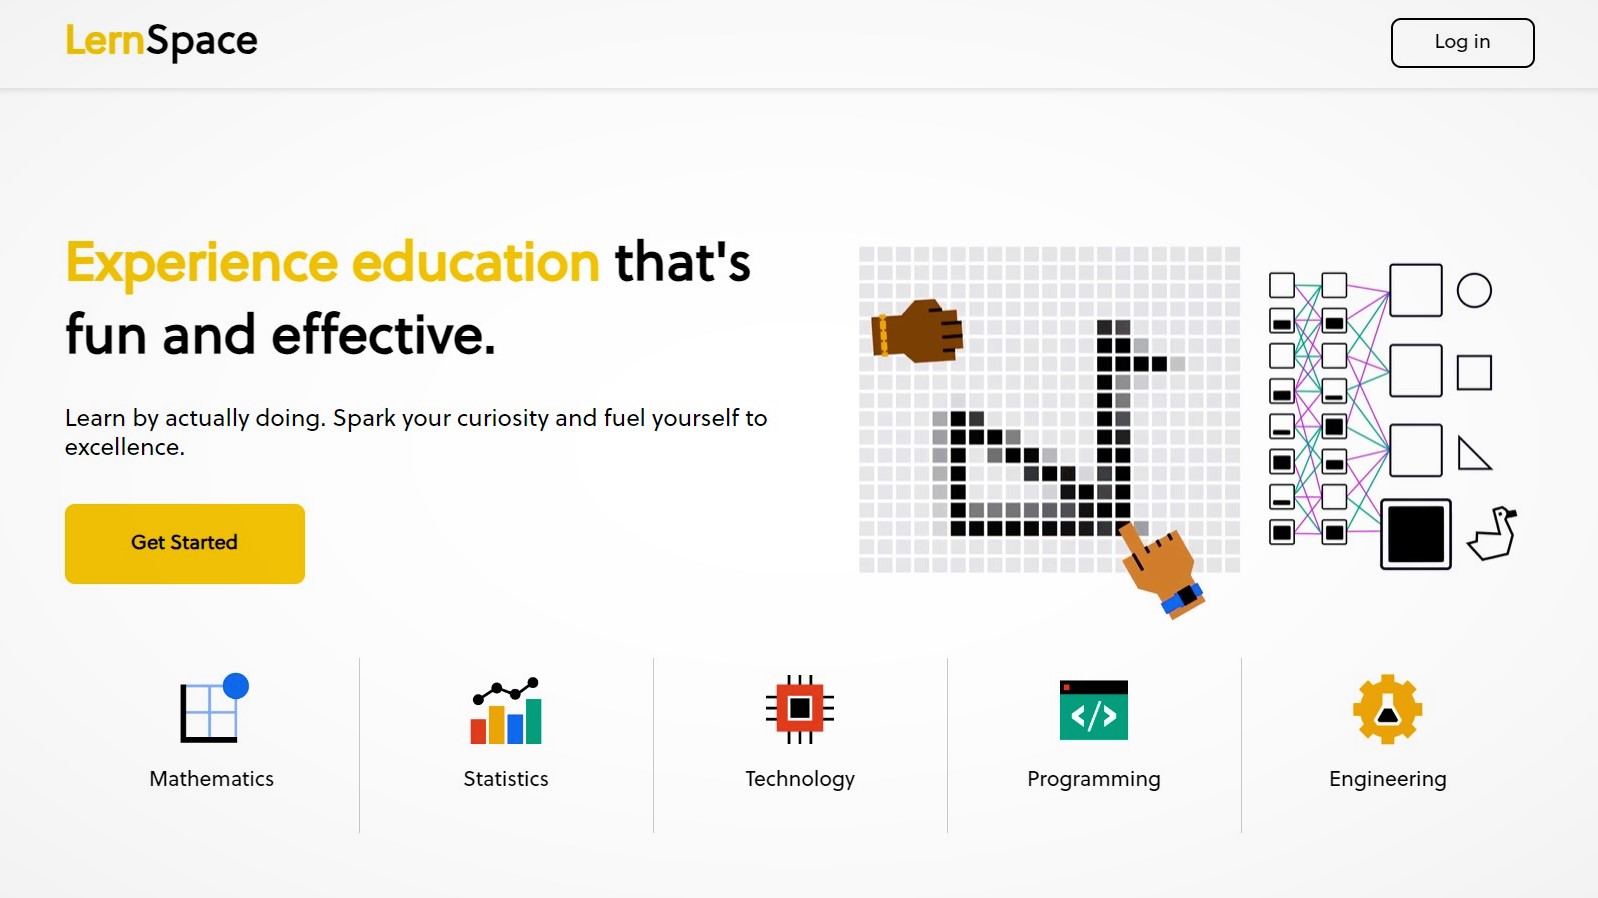 LernSpace
Log in
Experience education that's
fun and effective.
Learn by actually doing. Spark your curiosity and fuel yourself to
excellence.
Get Started
</>
Mathematics
Statistics
Technology
Programming
Engineering